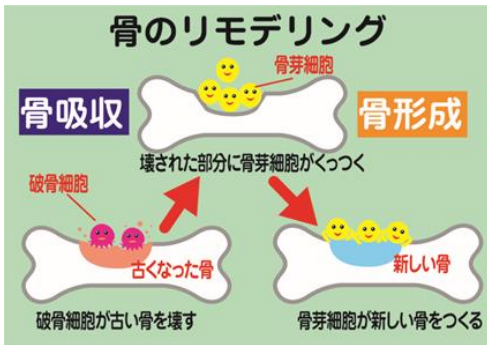 骨のリモデリング
骨芽細胞
骨吸収
骨形成
壊された部分に骨芽細胞がくっつく
破骨細胞
古くなった骨
新しい骨
破骨細胞が古い骨を壊す
骨芽細胞が新しい骨をつくる